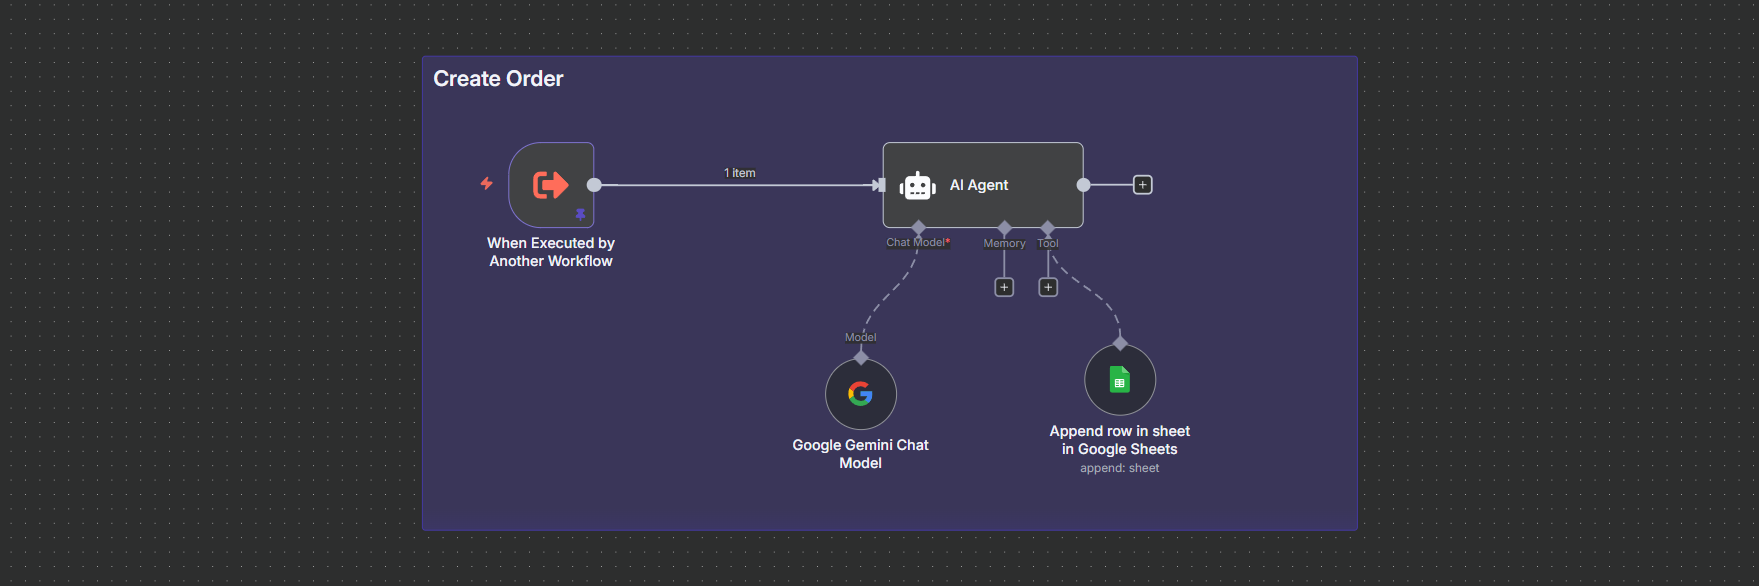 Create Order
1 item
AI Agent
Chat Model*
Memory
Tool
When Executed by
Another Workflow
Model
Google Gemini Chat
Model
Append row in sheet
in Google Sheets
append: sheet